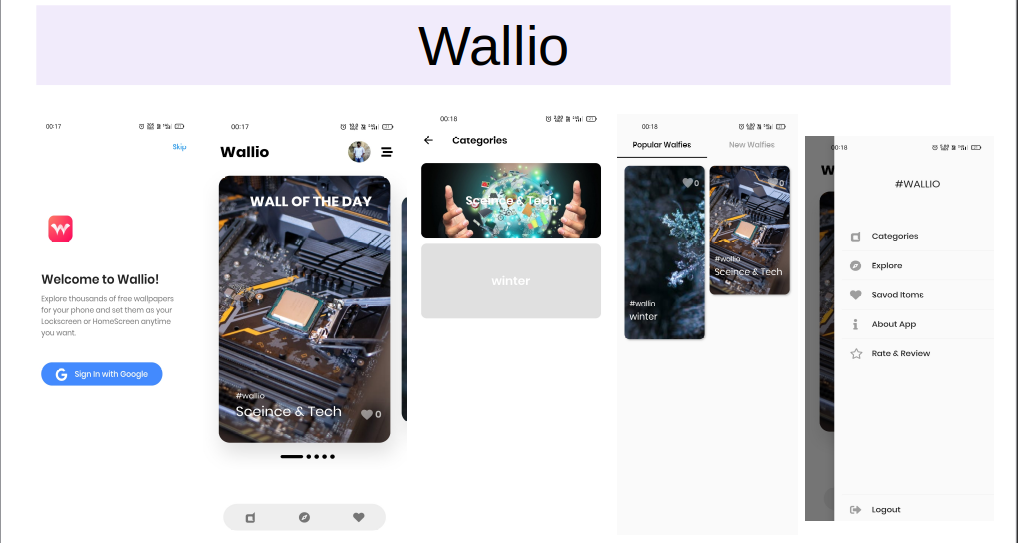 Wallio
00:17
Skip
Welcome to Wallio!
Explore thousands of free wallpapers
for your phone and set them as your
Lockscreen or HomeScreen anytime
you want.
Sign In with Google
00:17
Wallio
WALL OF THE DAY
#wallio
Sceince & Tech
0
00:18
Categories
Sceince & Tech
winter
00:18
Popular Walfies
New Walfies
0
#wallio
winter
0
#wallio
Sceince & Tech
00:18
W
#WALLIO
Categories
Explore
Saved Items
About App
Rate & Review
Logout